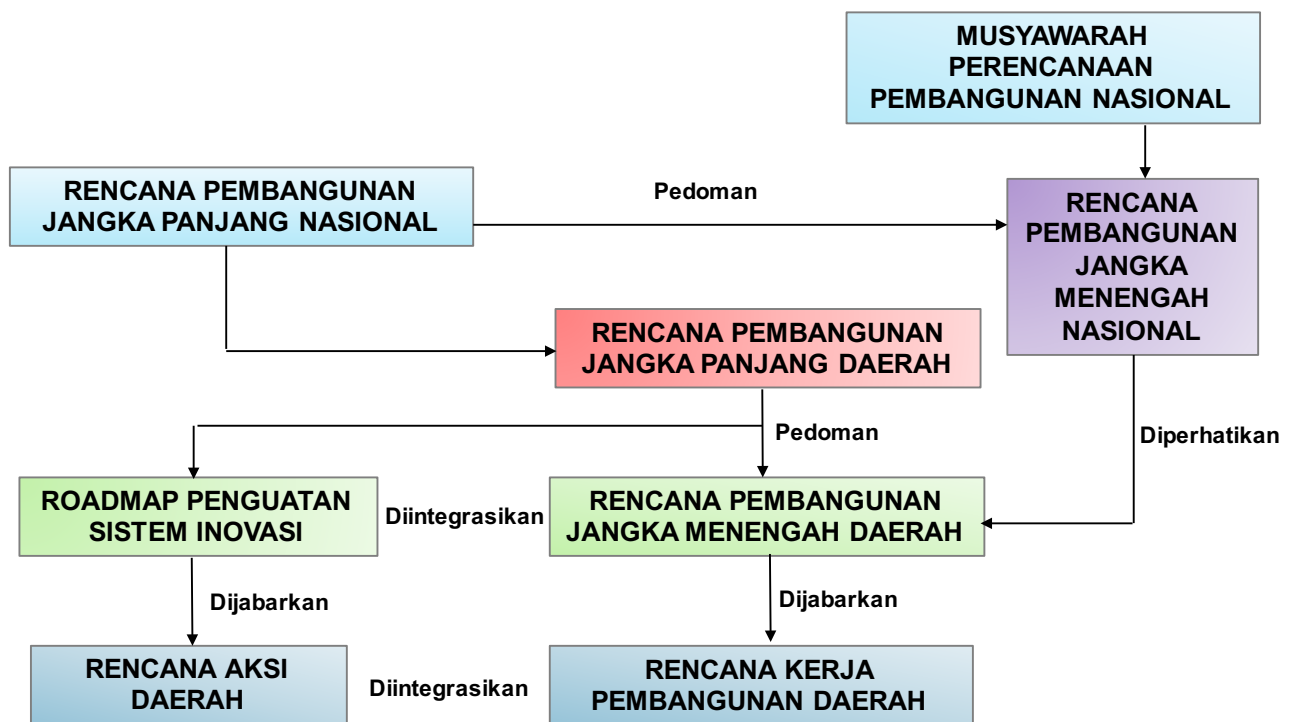 MUSYAWARAH
PERENCANAAN
PEMBANGUNAN NASIONAL
RENCANA PEMBANGUNAN
JANGKA PANJANG NASIONAL
Pedoman
RENCANA
PEMBANGUNAN
JANGKA
MENENGAH
NASIONAL
RENCANA PEMBANGUNAN
JANGKA PANJANG DAERAH
Pedoman
Diperhatikan
ROADMAP PENGUATAN
SISTEM INOVASI
Diintegrasikan
RENCANA PEMBANGUNAN
JANGKA MENENGAH DAERAH
Dijabarkan
Dijabarkan
RENCANA AKSI
DAERAH
Diintegrasikan
RENCANA KERJA
PEMBANGUNAN DAERAH